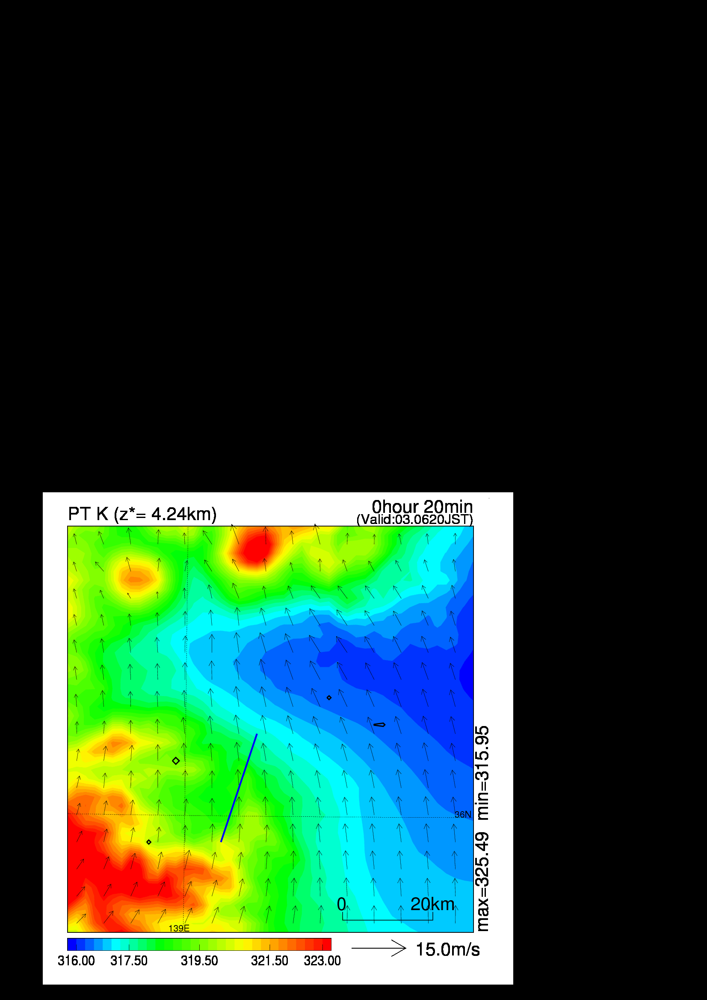 0hour 20min
PT K (z*= 4.24km)
(Valid:03.0620JST)
36N
max=325.49 min=315.95
0 20km
139E
15.0m/s
316.00 317.50 319.50 321.50 323.00